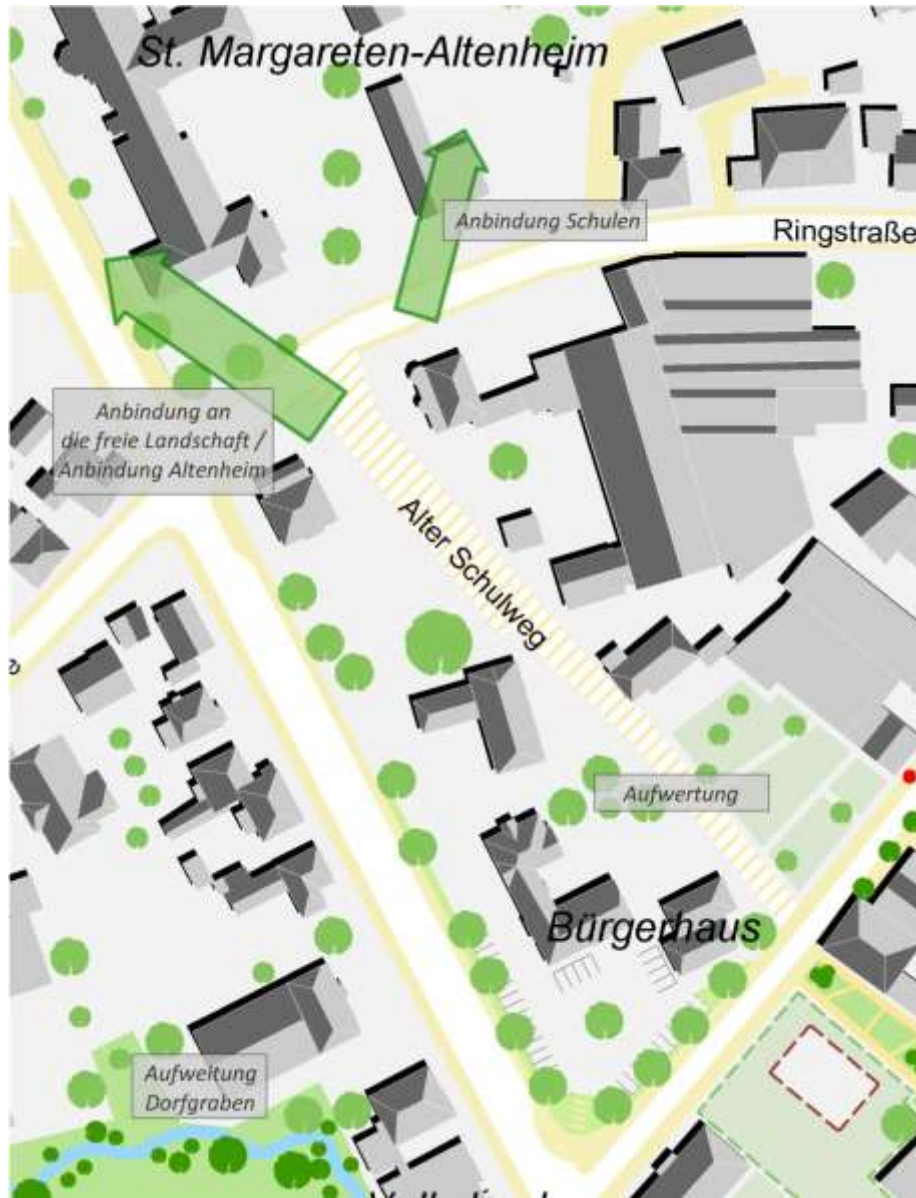 St. Margareten-Altenheim
Anbindung Schulen
Ringstraße
Anbindung an
die freie Landschaft /
Anbindung Altenheim
Alter Schulweg
Aufwertung
Bürgerhaus
Aufweitung
Dorfgraben